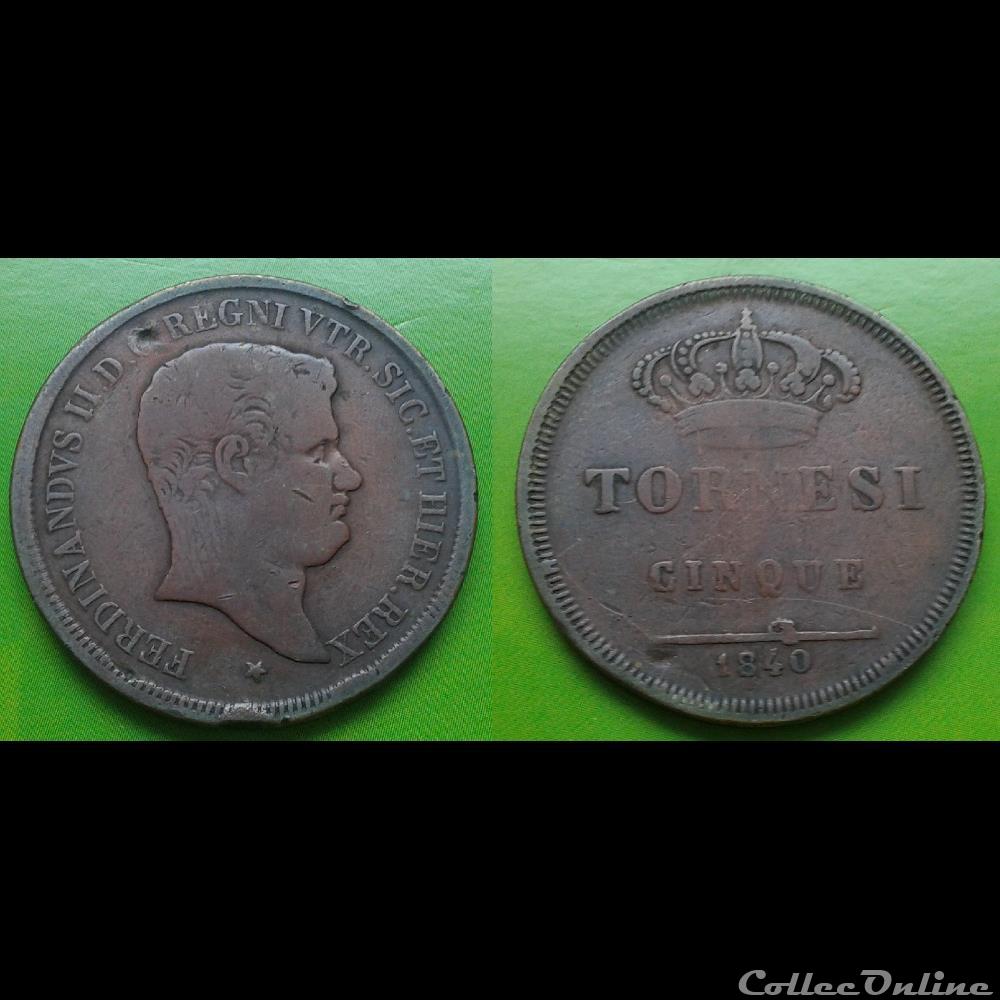 FERDINANDVS II. D. G. REGNI VTR. SIC. ET HIER. REX
TORNESI
CINQUE
1840
CollecOnline